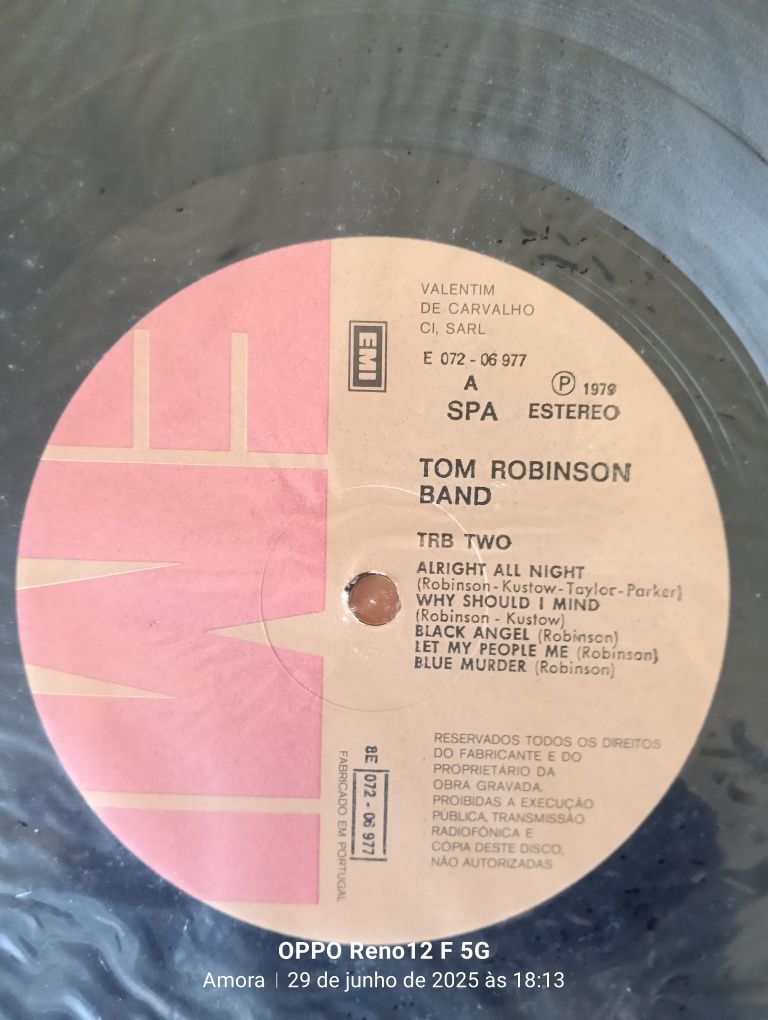 VALENTIM
DE CARVALHO
CI, SARL
EMI
E 072 - 06 977
A
Ⓟ 1979
SPA ESTEREO
TOM ROBINSON
BAND
TRB TWO
ALRIGHT ALL NIGHT
(Robinson-Kustow-Taylor-Parker)
WHY SHOULD I MIND
(Robinson - Kustow)
BLACK ANGEL (Robinson)
LET MY PEOPLE ME (Robinson)
BLUE MURDER (Robinson)
RESERVADOS TODOS OS DIREITOS
DO FABRICANTE E DO
PROPRIETÁRIO DA
OBRA GRAVADA.
PROIBIDAS A EXECUÇÃO
PÚBLICA, TRANSMISSÃO
RADIOFÓNICA E
CÓPIA DESTE DISCO,
NÃO AUTORIZADAS
8E 072 - 06 977
FABRICADO EM PORTUGAL
EMI
OPPO Reno12 F 5G
Amora | 29 de junho de 2025 às 18:13